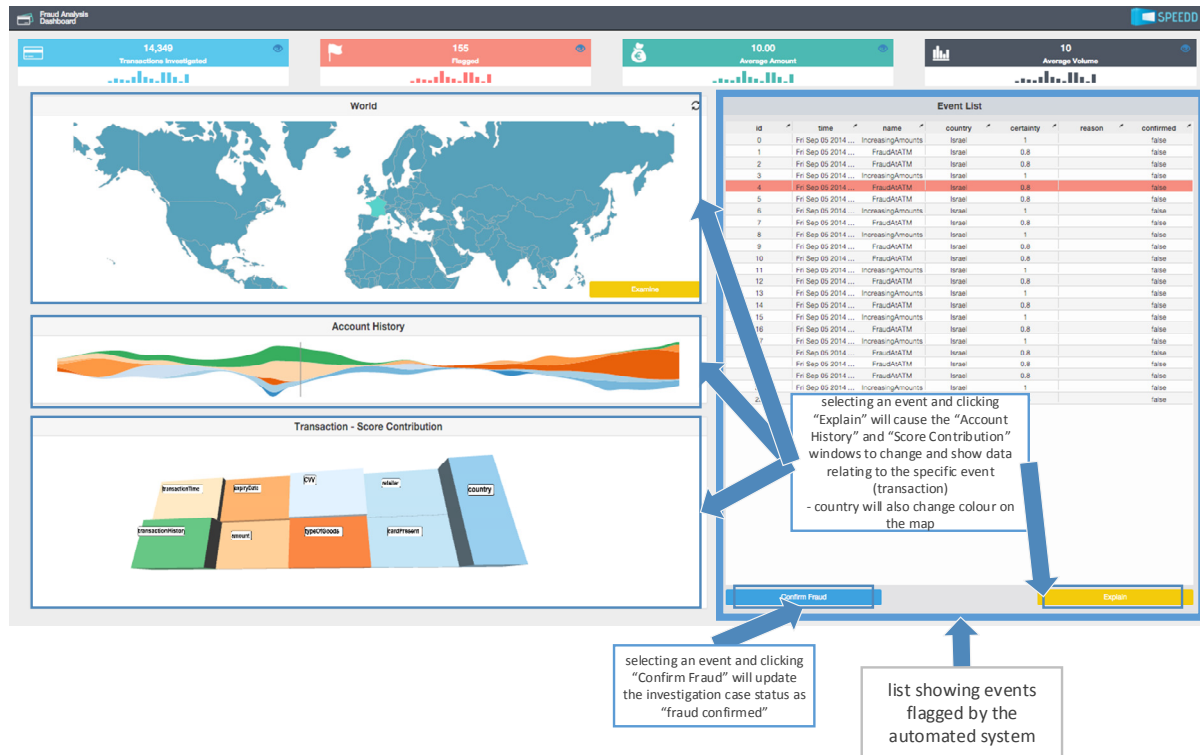 Fraud Analysis
Dashboard
SPEEDD
14,349
Transactions Investigated
155
Flagged
10.00
Average Amount
10
Average Volume
World
Examine
Account History
Transaction - Score Contribution
transactionTime
expiryDate
CVV
retailer
country
transactionHistory
amount
typeOfGoods
cardPresent
Event List
id time name country certainty reason confirmed
0 Fri Sep 05 2014 ... IncreasingAmounts Israel 1 false
1 Fri Sep 05 2014 ... FraudAtATM Israel 0.8 false
2 Fri Sep 05 2014 ... FraudAtATM Israel 0.8 false
3 Fri Sep 05 2014 ... IncreasingAmounts Israel 1 false
4 Fri Sep 05 2014 ... FraudAtATM Israel 0.8 false
5 Fri Sep 05 2014 ... FraudAtATM Israel 0.8 false
6 Fri Sep 05 2014 ... IncreasingAmounts Israel 1 false
7 Fri Sep 05 2014 ... FraudAtATM Israel 0.8 false
8 Fri Sep 05 2014 ... IncreasingAmounts Israel 1 false
9 Fri Sep 05 2014 ... FraudAtATM Israel 0.8 false
10 Fri Sep 05 2014 ... FraudAtATM Israel 0.8 false
11 Fri Sep 05 2014 ... IncreasingAmounts Israel 1 false
12 Fri Sep 05 2014 ... FraudAtATM Israel 0.8 false
13 Fri Sep 05 2014 ... IncreasingAmounts Israel 1 false
14 Fri Sep 05 2014 ... FraudAtATM Israel 0.8 false
15 Fri Sep 05 2014 ... IncreasingAmounts Israel 1 false
16 Fri Sep 05 2014 ... FraudAtATM Israel 0.8 false
Fri Sep 05 2014 ... IncreasingAmounts Israel 1 false
Fri Sep 05 2014 ... FraudAtATM Israel 0.8 false
Fri Sep 05 2014 ... FraudAtATM Israel 0.8 false
Fri Sep 05 2014 ... FraudAtATM Israel 0.8 false
Fri Sep 05 2014 ... IncreasingAmounts Israel 1 false
false
selecting an event and clicking
“Explain” will cause the “Account
History” and “Score Contribution”
windows to change and show data
relating to the specific event
(transaction)
- country will also change colour on
the map
Confirm Fraud
Explain
selecting an event and clicking
“Confirm Fraud” will update
the investigation case status as
“fraud confirmed”
list showing events
flagged by the
automated system